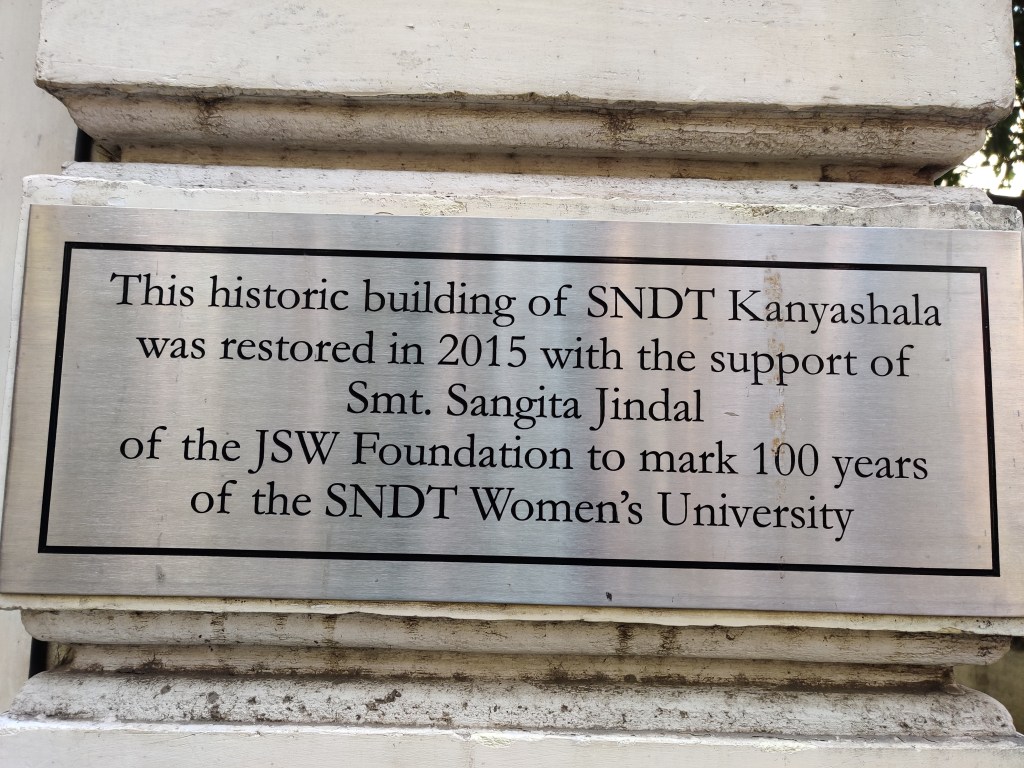 This historic building of SNDT Kanyashala
was restored in 2015 with the support of
Smt. Sangita Jindal
of the JSW Foundation to mark 100 years
of the SNDT Women's University